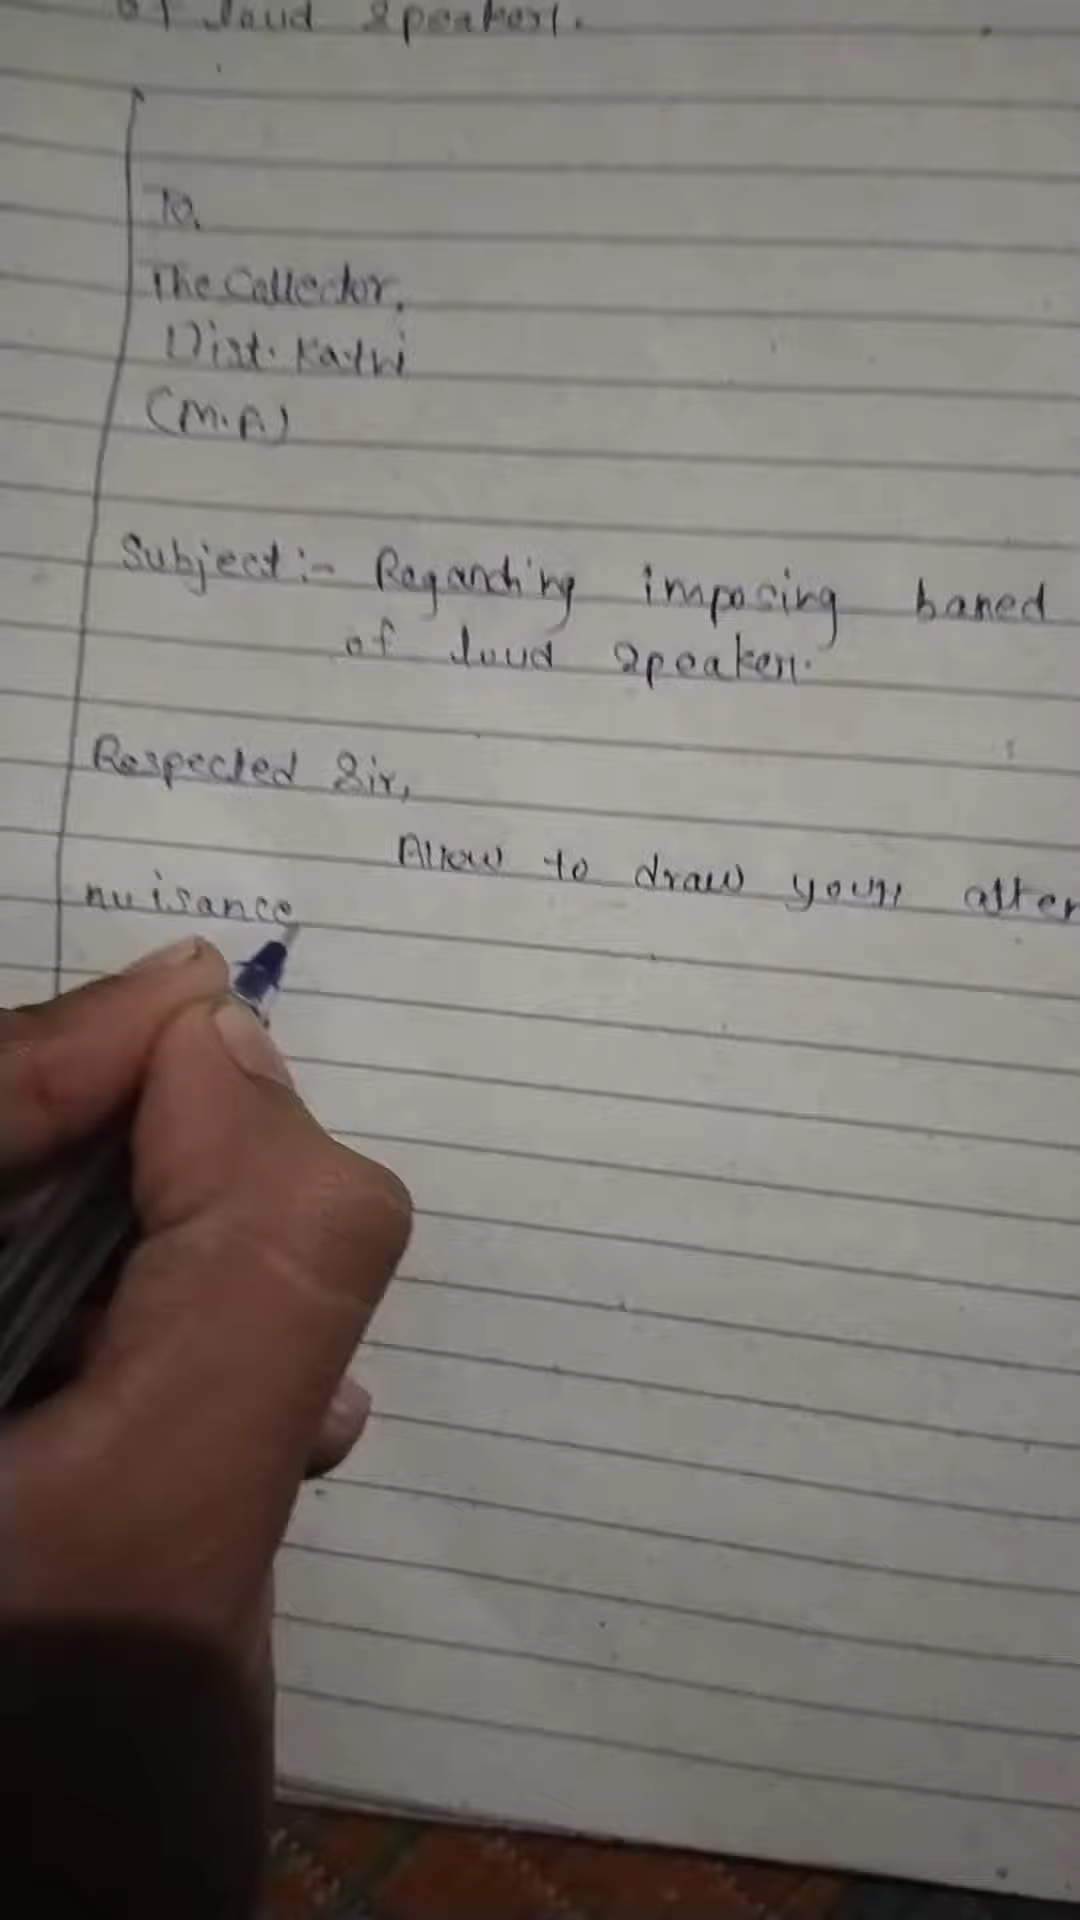 of loud speaker.
To,
The Collector,
Dist. Katni
(M.P.)
Subject:- Regarding imposing baned
of loud speaker.
Respected Sir,
Allow to draw your atten
nuisance